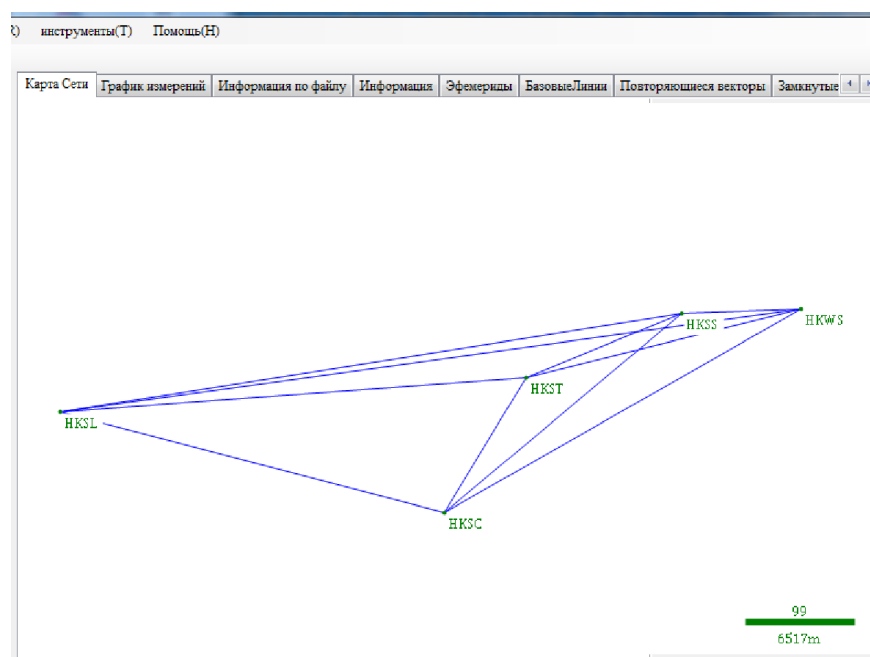 R) инструменты(Т) Помощь(Н)
Карта Сети График измерений Информация по файлу Информация Эфемериды БазовыеЛинии Повторяющиеся векторы Замкнутые
HKSS
HKWS
HKST
HKSL
HKSC
99
6517m